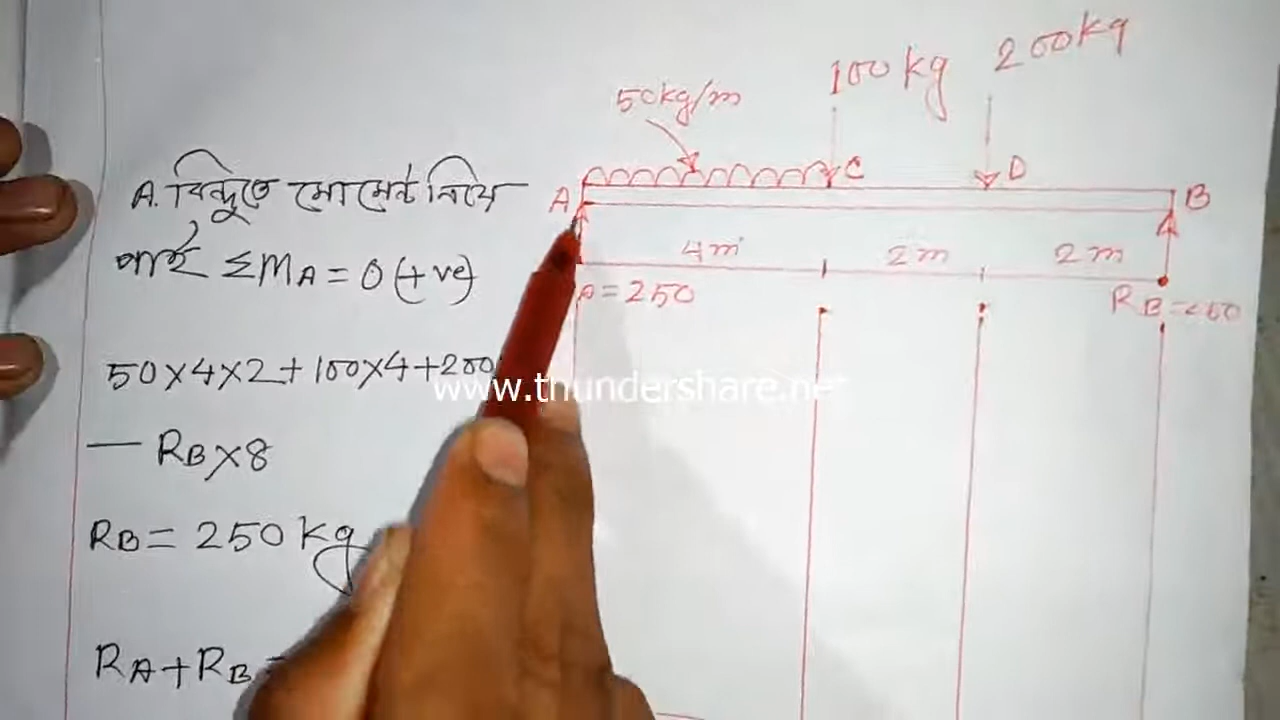 A. বিন্দুতে মোমেন্ট নিয়ে
পাই ΣMA = 0 (+ve)
50×4×2+100×4+200
— RB×8
RB = 250 kg
RA+RB
50kg/m
100 kg
200kg
A
C
D
B
4m
2m
2m
= 250
RB =
www.thundershare.net